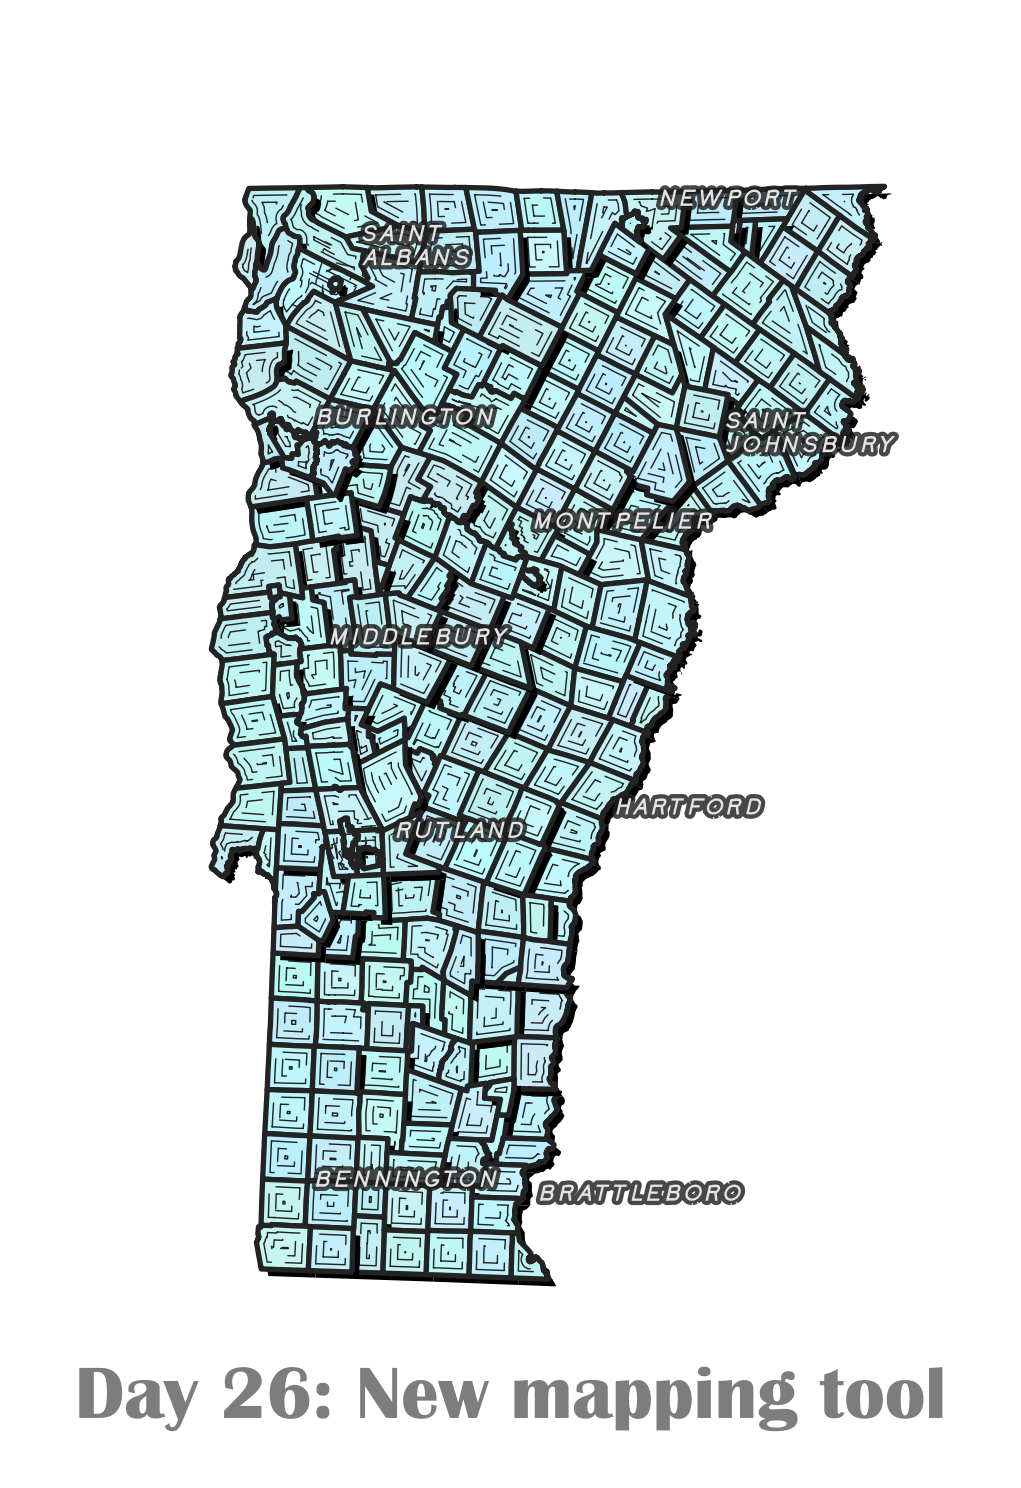 NEWPORT
SAINT
ALBANS
BURLINGTON
SAINT
JOHNSBURY
MONTPELIER
MIDDLEBURY
HARTFORD
RUTLAND
BENNINGTON
BRATTLEBORO
Day 26: New mapping tool